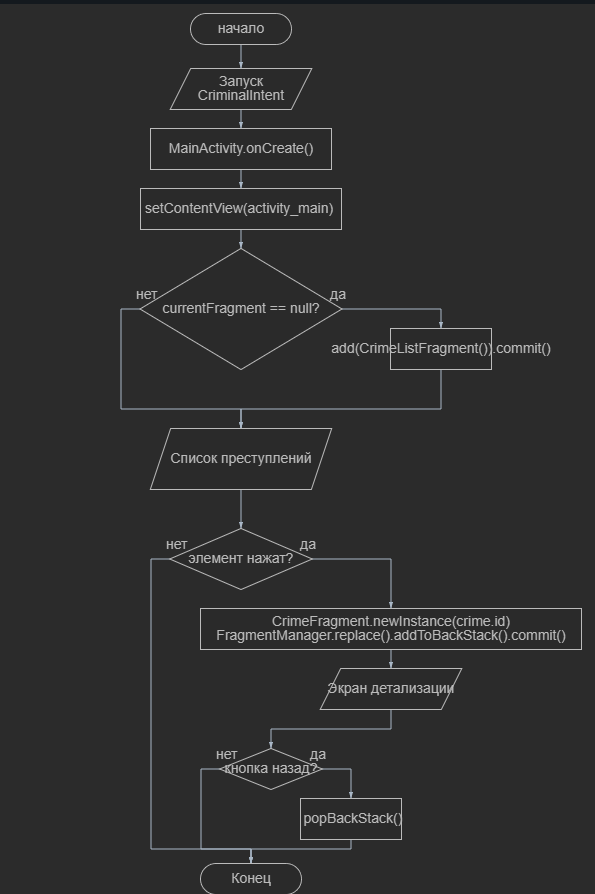 начало
Запуск
CriminalIntent
MainActivity.onCreate()
setContentView(activity_main)
нет
да
currentFragment == null?
add(CrimeListFragment()).commit()
Список преступлений
нет
да
элемент нажат?
CrimeFragment.newInstance(crime.id)
FragmentManager.replace().addToBackStack().commit()
Экран детализации
нет
да
кнопка назад?
popBackStack()
Конец